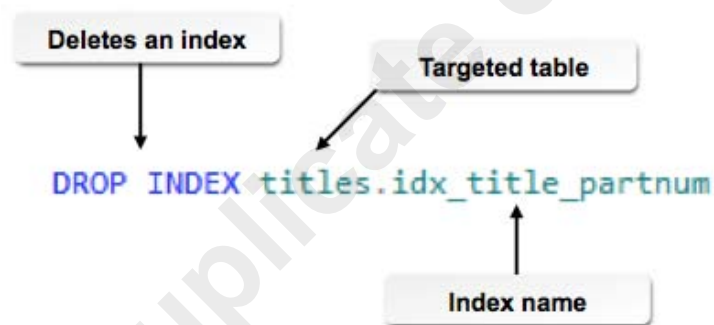 Deletes an index
Targeted table
DROP INDEX titles.idx_title_partnum
Index name